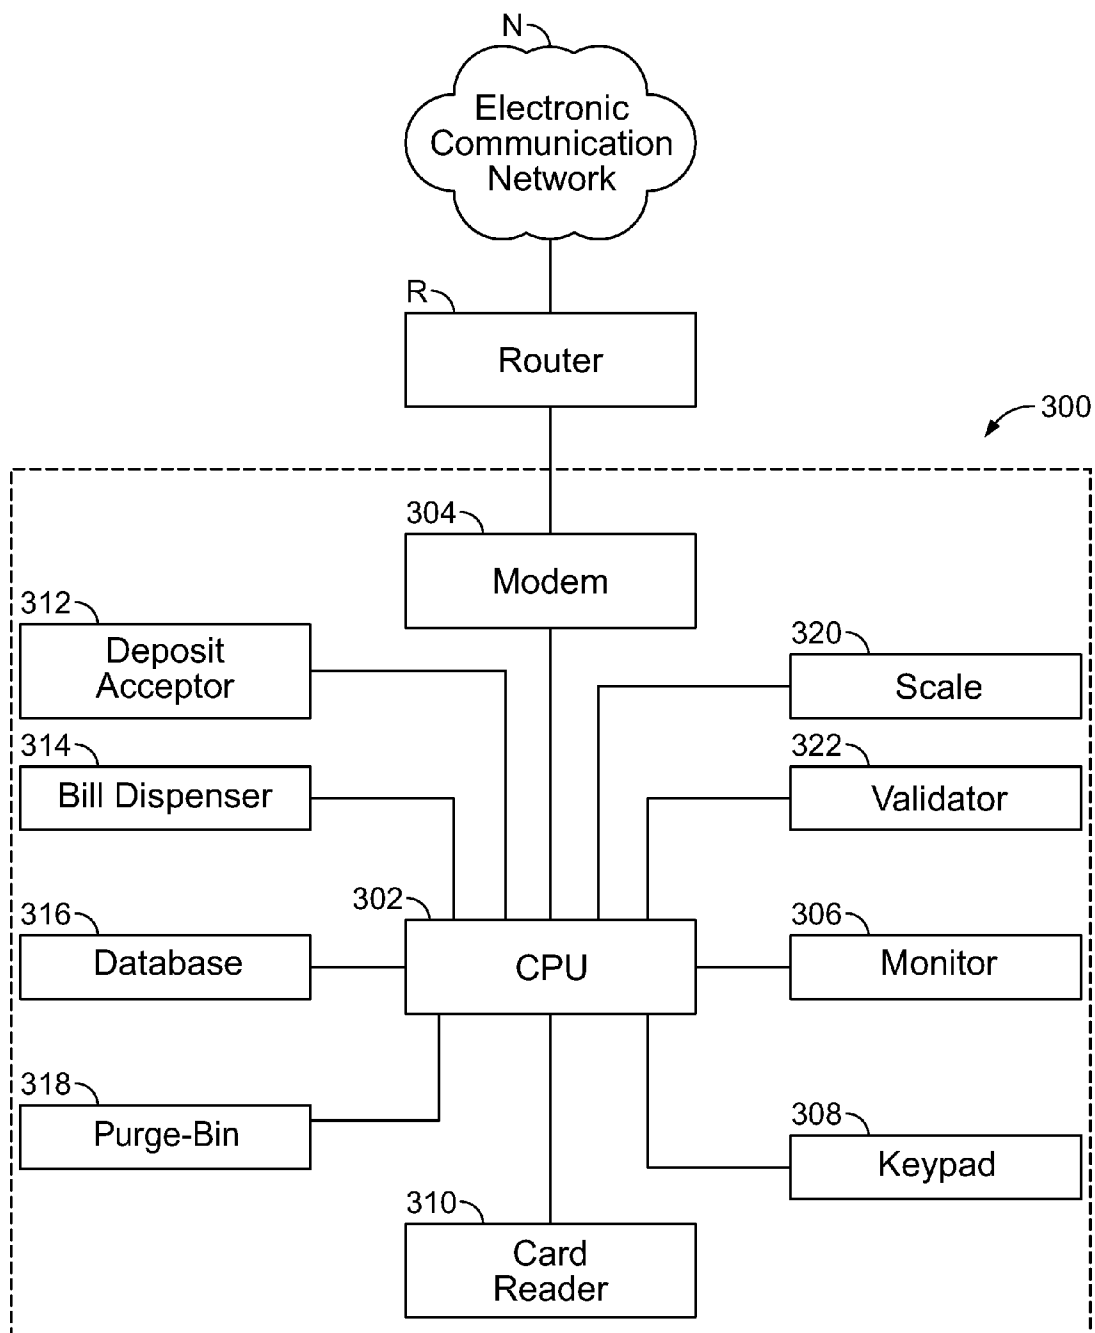 N
Electronic
Communication
Network
R
Router
300
304
Modem
312
Deposit
Acceptor
320
Scale
314
Bill Dispenser
322
Validator
302
CPU
316
Database
306
Monitor
318
Purge-Bin
308
Keypad
310
Card
Reader